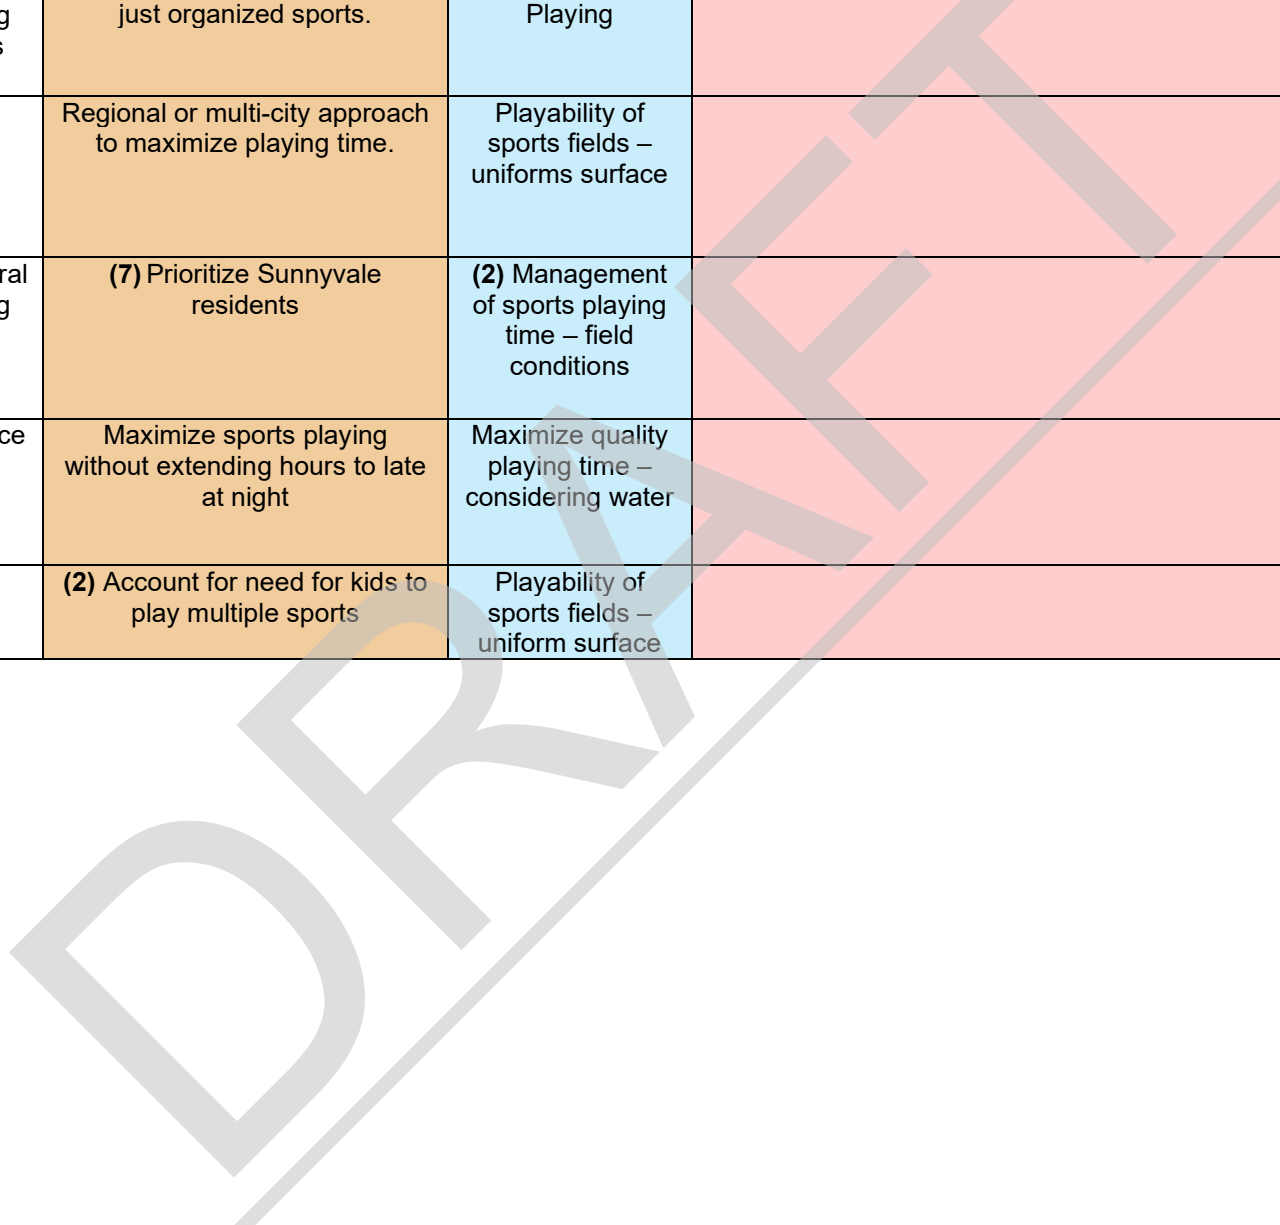 g
s
just organized sports.
Playing
Regional or multi-city approach
to maximize playing time.
Playability of
sports fields –
uniforms surface
ral
g
(7) Prioritize Sunnyvale
residents
(2) Management
of sports playing
time – field
conditions
ce
Maximize sports playing
without extending hours to late
at night
Maximize quality
playing time –
considering water
(2) Account for need for kids to
play multiple sports
Playability of
sports fields –
uniform surface
DRAFT